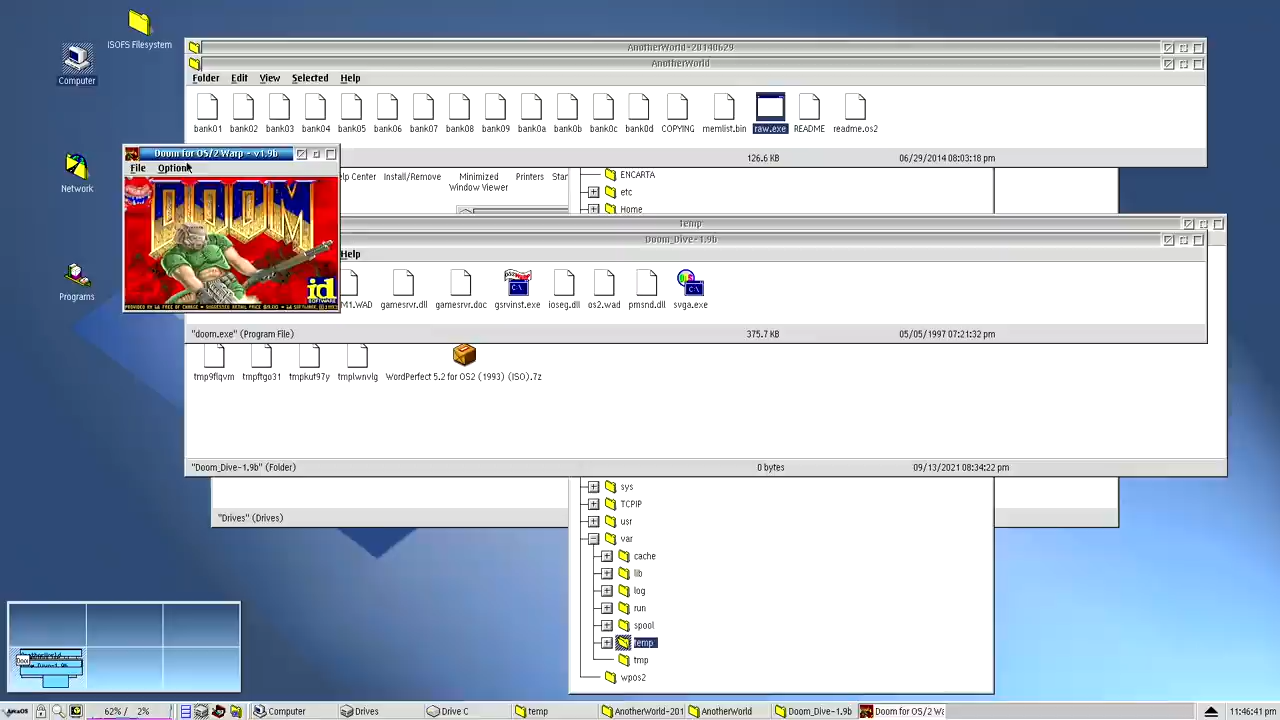 ISOFS Filesystem
Computer
Network
Programs
AnotherWorld-20140629
AnotherWorld
Folder Edit View Selected Help
bank01 bank02 bank03 bank04 bank05 bank06 bank07 bank08 bank09 bank0a bank0b bank0c bank0d COPYING memlist.bin raw.exe README readme.os2
126.6 KB 06/29/2014 08:03:18 pm
Doom for OS/2 Warp - v1.9b
File Options
DOOM
id
SOFTWARE
elp Center Install/Remove Minimized Window Viewer Printers Star
ENCARTA
etc
Home
temp
Doom_Dive-1.9b
Help
M1.WAD gamesrvr.dll gamesrvr.doc gsrvinst.exe ioseg.dll os2.wad pmsnd.dll svga.exe
"doom.exe" (Program File) 375.7 KB 05/05/1997 07:21:32 pm
tmp9flqvm tmpftgo31 tmpkut97y tmplwnvlg WordPerfect 5.2 for OS2 (1993) (ISO).7z
"Doom_Dive-1.9b" (Folder) 0 bytes 09/13/2021 08:34:22 pm
sys
TCPIP
usr
var
cache
lib
log
run
spool
temp
tmp
wpos2
"Drives" (Drives)
ArcaOS 62% / 2% Computer Drives Drive C temp AnotherWorld-201 AnotherWorld Doom_Dive-1.9b Doom for OS/2 Wa 11:46:41 pm